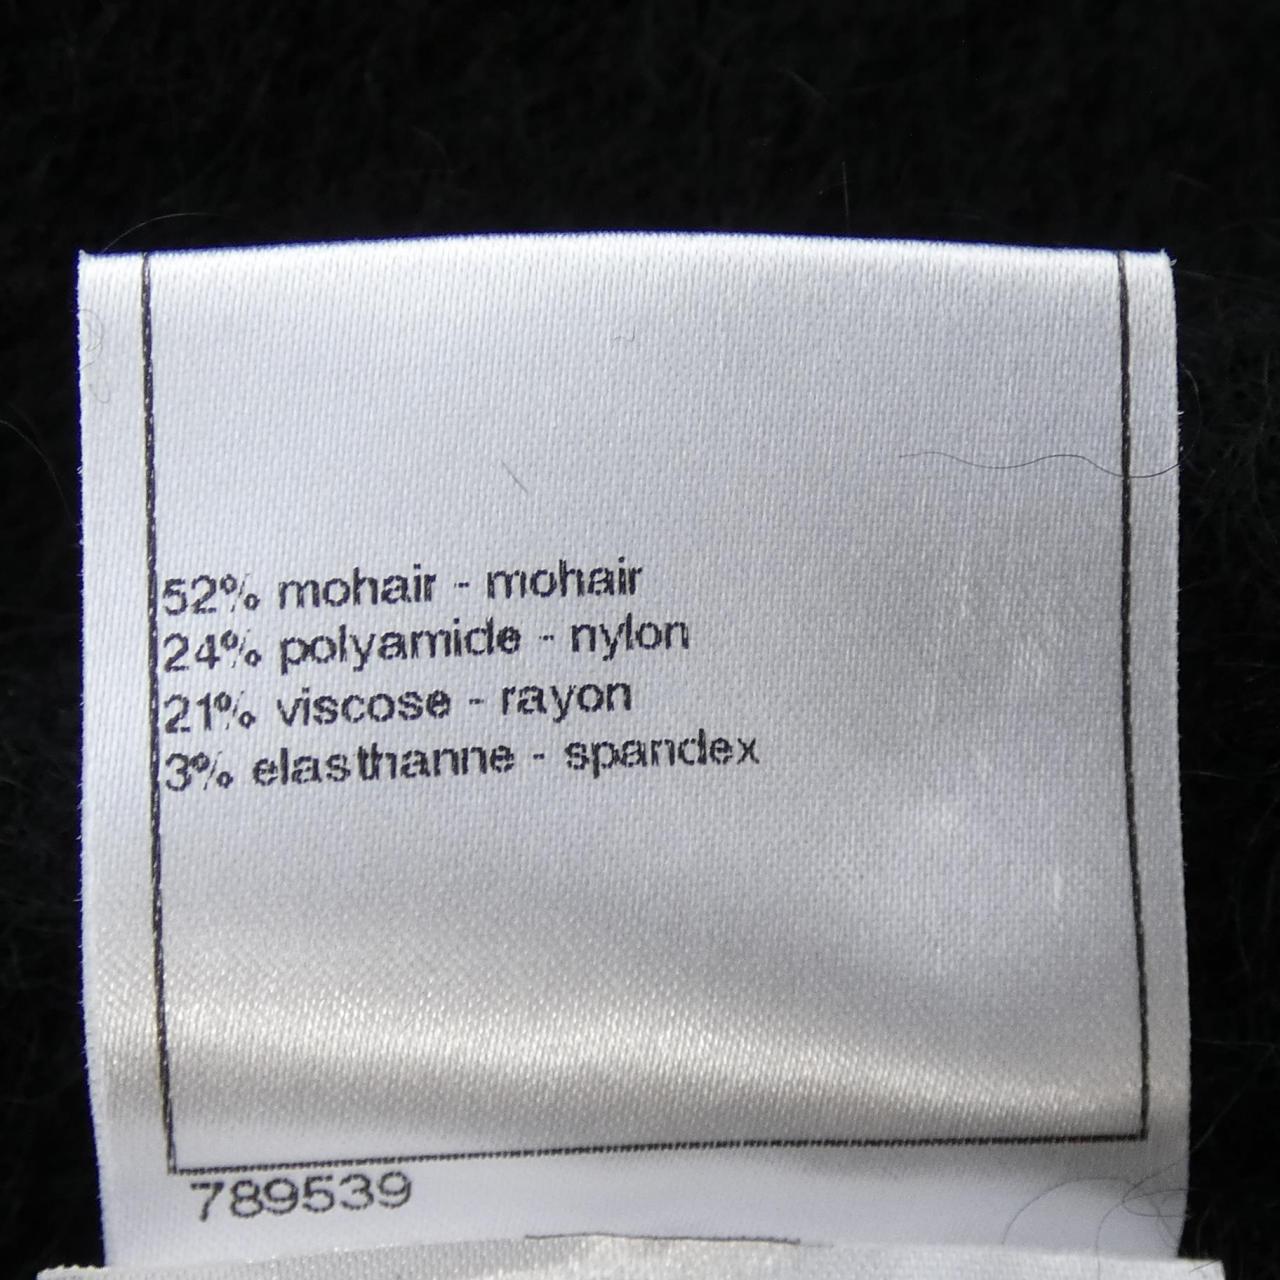 52% mohair - mohair
24% polyamide - nylon
21% viscose - rayon
3% elasthanne - spandex
789539